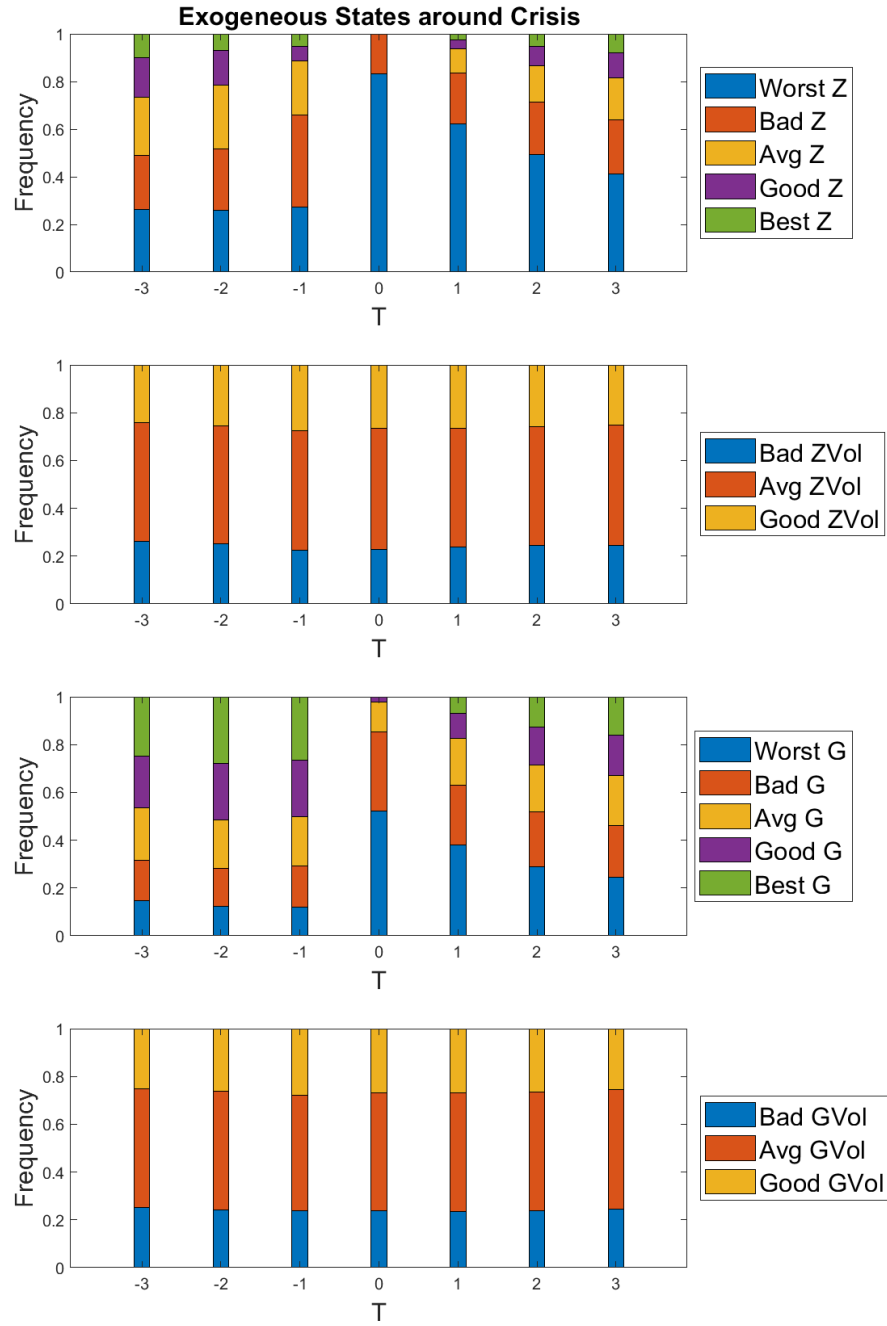 Exogeneous States around Crisis
Frequency
1
0.8
0.6
0.4
0.2
0
-3 -2 -1 0 1 2 3
T
Worst Z
Bad Z
Avg Z
Good Z
Best Z
Frequency
1
0.8
0.6
0.4
0.2
0
-3 -2 -1 0 1 2 3
T
Bad ZVol
Avg ZVol
Good ZVol
Frequency
1
0.8
0.6
0.4
0.2
0
-3 -2 -1 0 1 2 3
T
Worst G
Bad G
Avg G
Good G
Best G
Frequency
1
0.8
0.6
0.4
0.2
0
-3 -2 -1 0 1 2 3
T
Bad GVol
Avg GVol
Good GVol